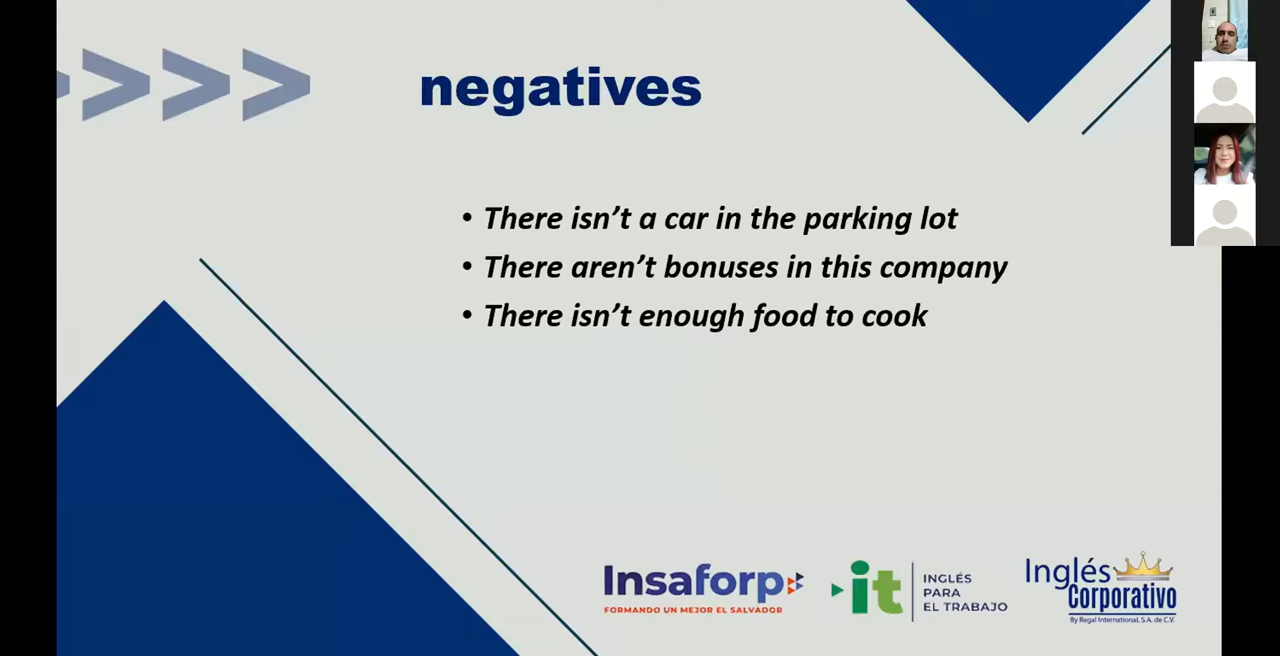 negatives
• There isn’t a car in the parking lot
• There aren’t bonuses in this company
• There isn’t enough food to cook
Insaforp
FORMANDO UN MEJOR EL SALVADOR
it
INGLÉS
PARA
EL TRABAJO
Inglés
Corporativo
By Regal International, S.A. de C.V.